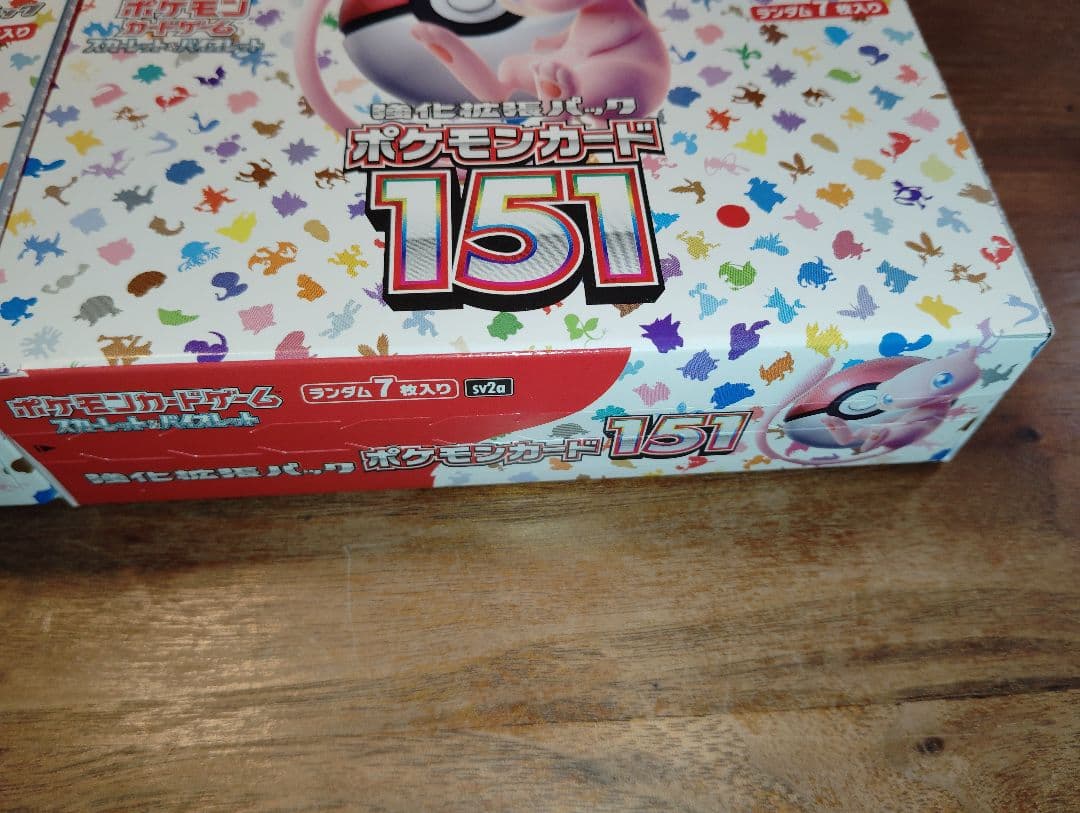 ック
入り
ポケモン
カードゲーム
スカーレット&バイオレット
ランダム7枚入り
強化拡張パック
ポケモンカード
151
ポケモンカードゲーム
スカーレット&バイオレット
ランダム7枚入り
sv2a
強化拡張パック
ポケモンカード151